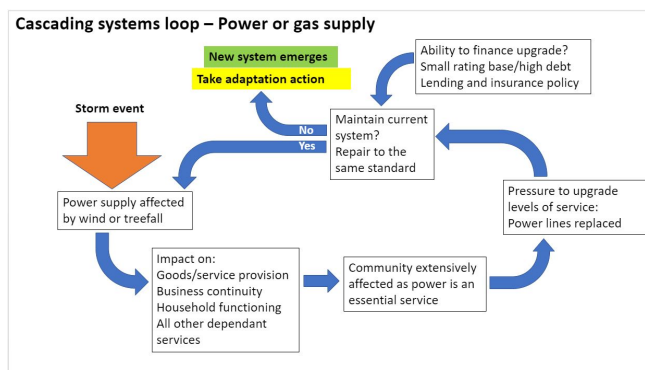 Cascading systems loop – Power or gas supply
New system emerges
Take adaptation action
Ability to finance upgrade?
Small rating base/high debt
Lending and insurance policy
Storm event
No
Yes
Maintain current
system?
Repair to the
same standard
Power supply affected
by wind or treefall
Pressure to upgrade
levels of service:
Power lines replaced
Impact on:
Goods/service provision
Business continuity
Household functioning
All other dependant
services
Community extensively
affected as power is an
essential service